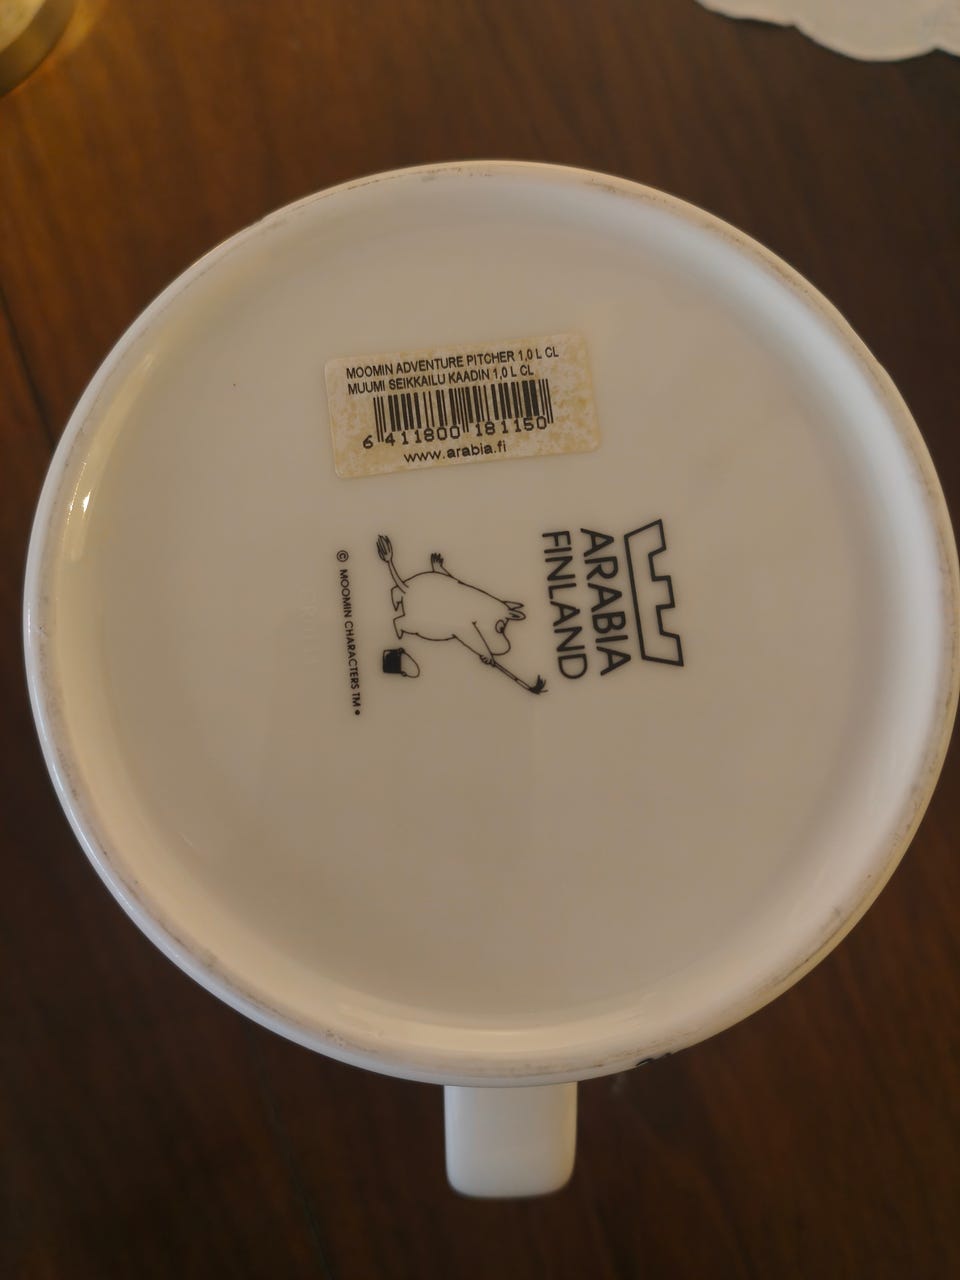 MOOMIN ADVENTURE PITCHER 1,0 L CL
MUUMI SEIKKAILU KAADIN 1,0 L CL
6 411800 181150
www.arabia.fi
ARABIA
FINLAND
© MOOMIN CHARACTERS TM •